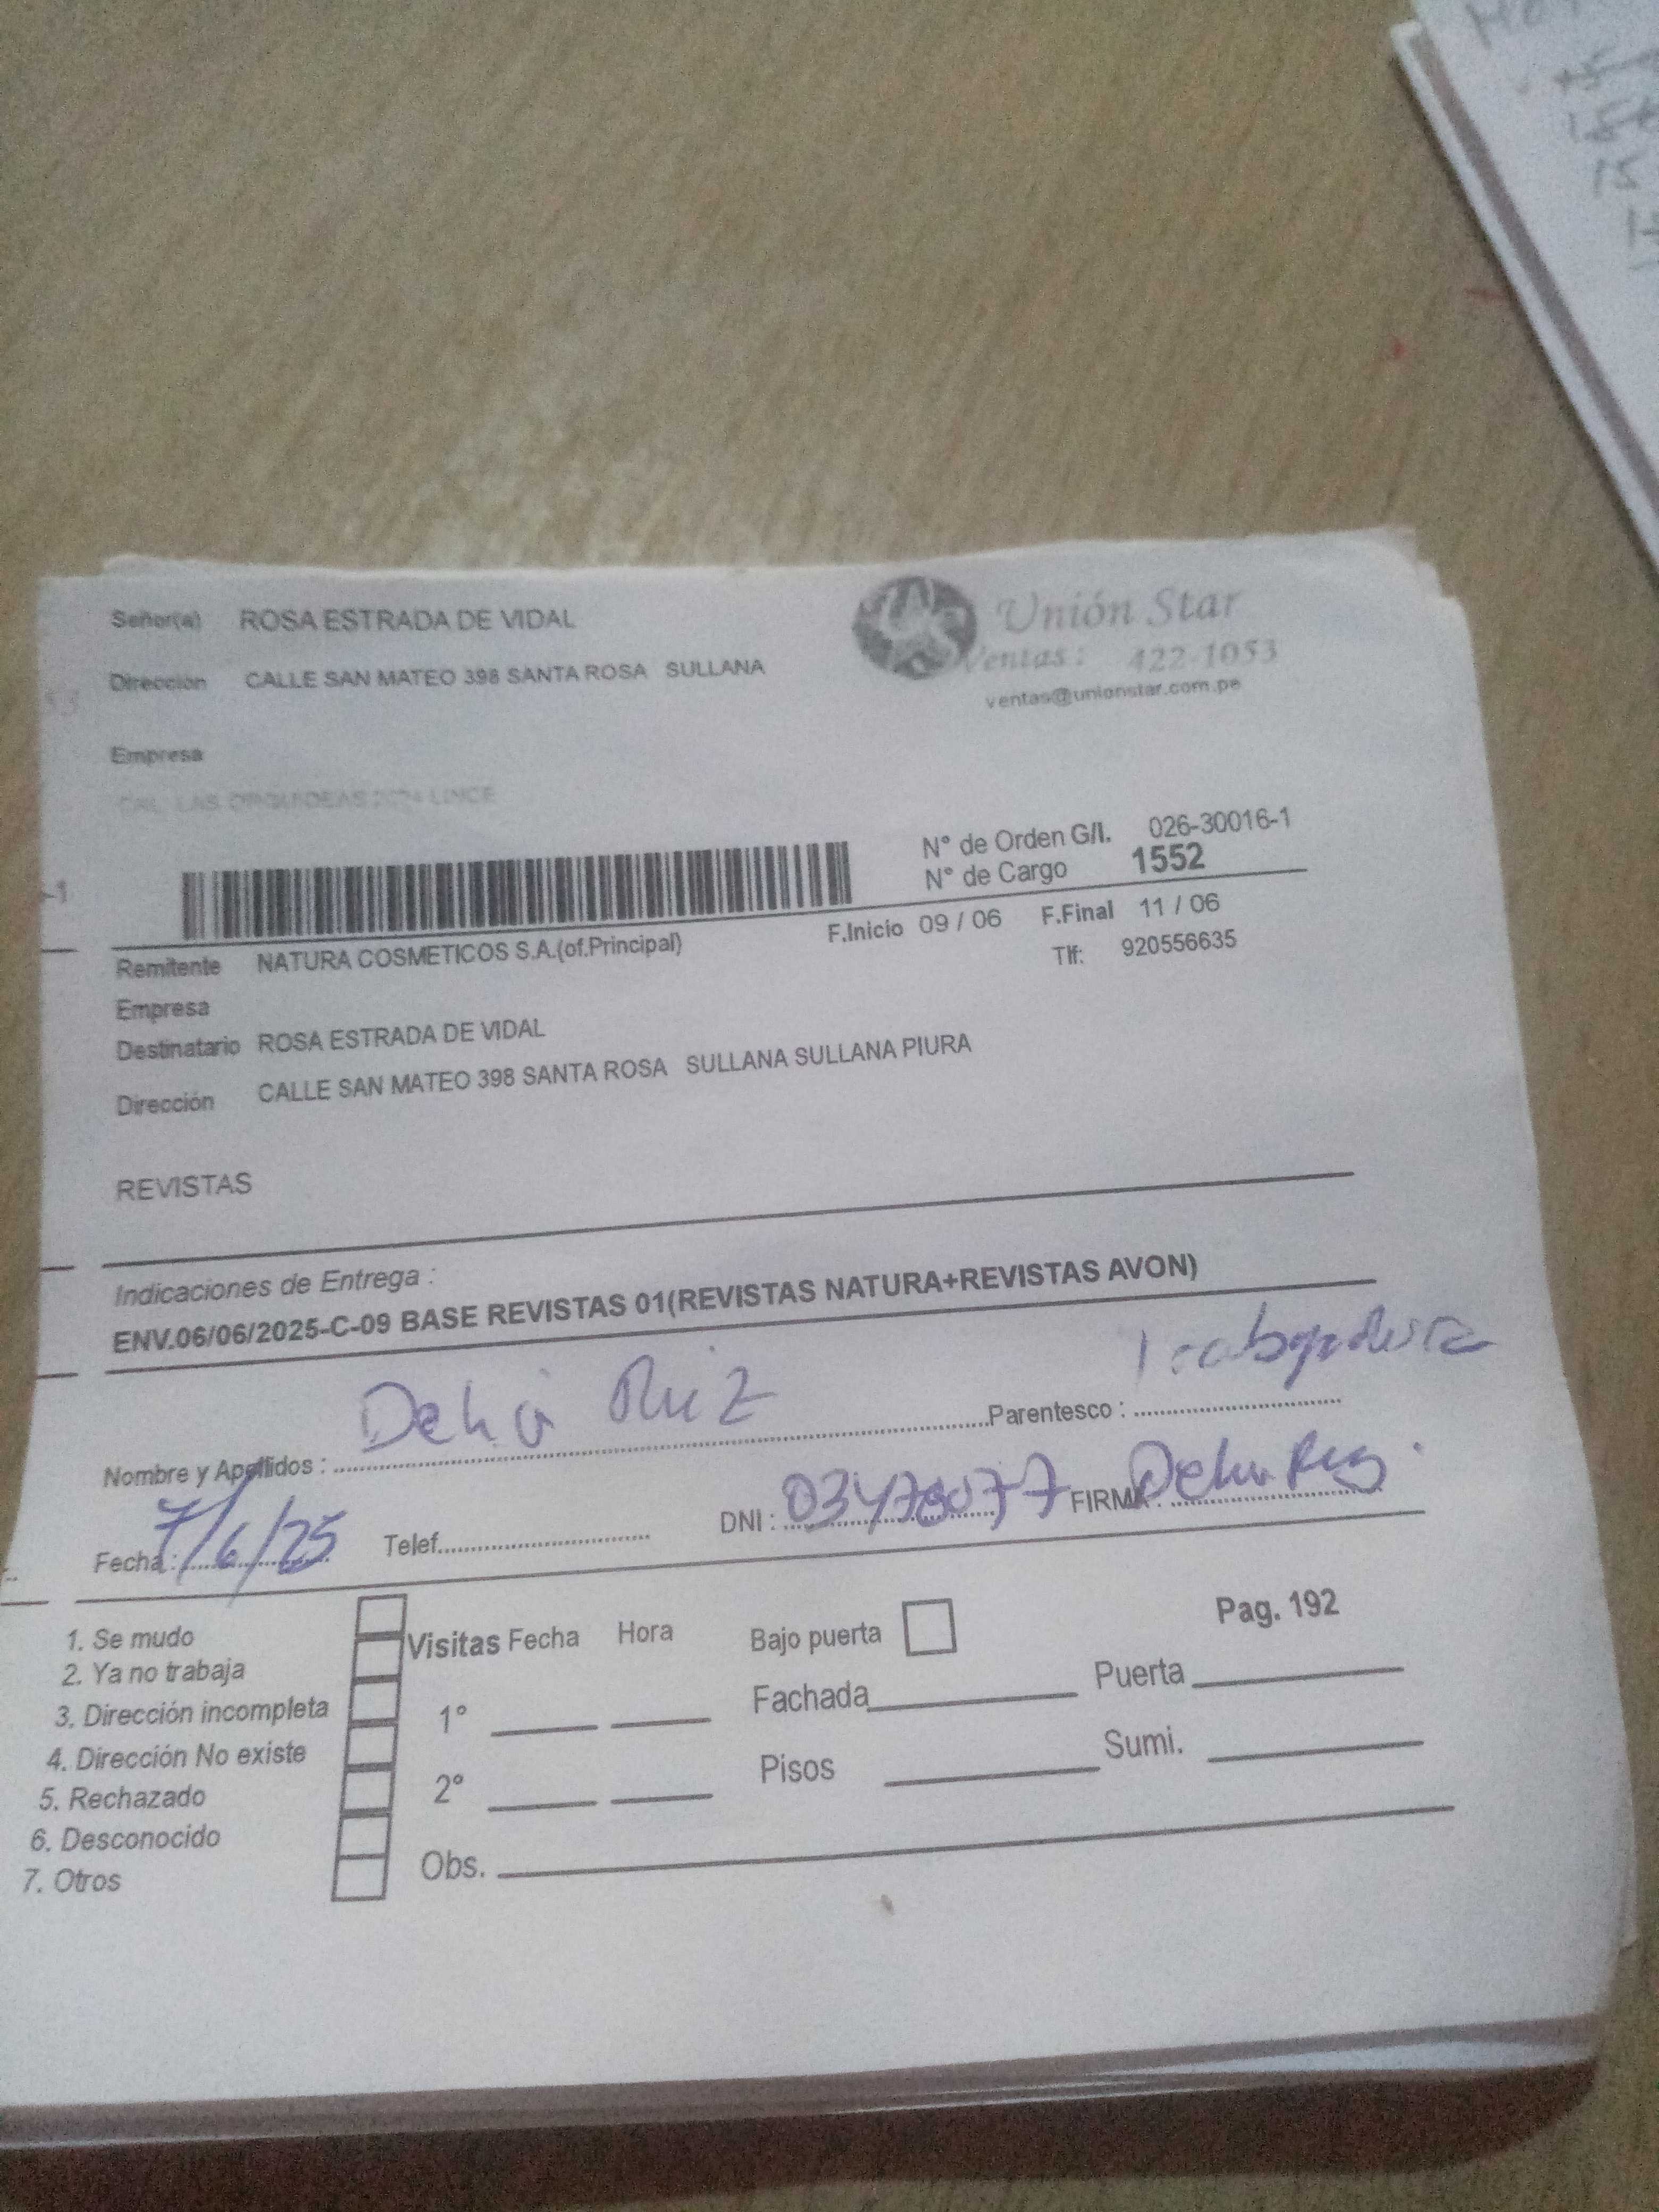 Señor(a) ROSA ESTRADA DE VIDAL
Unión Star
Dirección CALLE SAN MATEO 398 SANTA ROSA SULLANA
Ventas: 422-1053
ventas@unionstar.com.pe
Empresa
CAL. LAS ORQUIDEAS LINCE
N° de Orden G/I. 026-30016-1
N° de Cargo 1552
F.Inicio 09 / 06 F.Final 11 / 06
Remitente NATURA COSMETICOS S.A.(of.Principal)
Tlf: 920556635
Empresa
Destinatario ROSA ESTRADA DE VIDAL
Dirección CALLE SAN MATEO 398 SANTA ROSA SULLANA SULLANA PIURA
REVISTAS
Indicaciones de Entrega :
ENV.06/06/2025-C-09 BASE REVISTAS 01(REVISTAS NATURA+REVISTAS AVON)
Nombre y Apellidos : Delia Ruiz Parentesco : Trabajadora
Fecha : 7/6/25 Telef. DNI : FIRMA :
1. Se mudo
2. Ya no trabaja
3. Dirección incompleta
4. Dirección No existe
5. Rechazado
6. Desconocido
7. Otros
Visitas Fecha Hora
1°
2°
Obs.
Bajo puerta
Pag. 192
Fachada Puerta
Pisos Sumi.